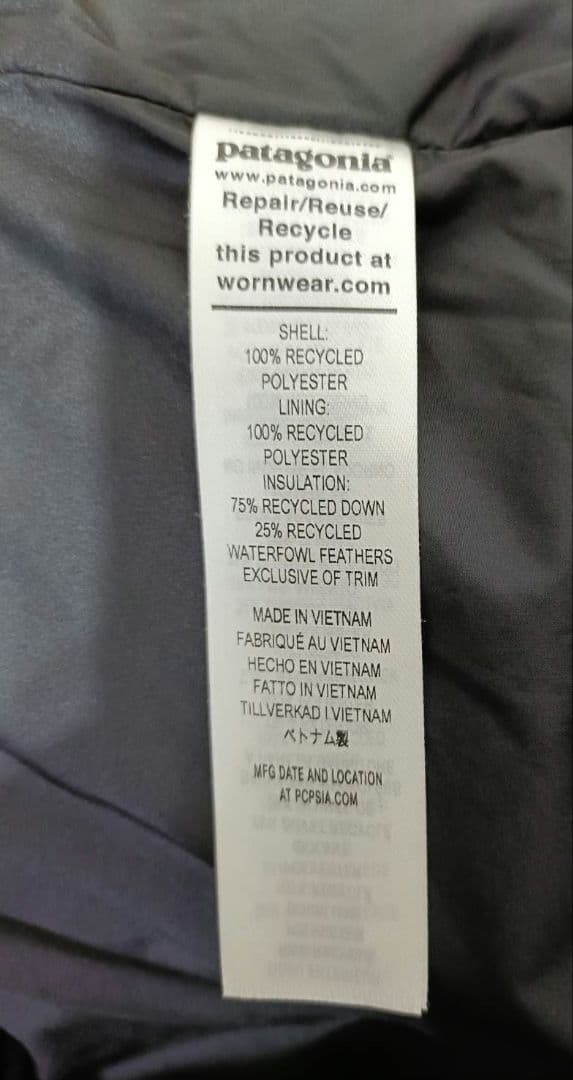 patagonia
www.patagonia.com
Repair/Reuse/
Recycle
this product at
wornwear.com
SHELL:
100% RECYCLED
POLYESTER
LINING:
100% RECYCLED
POLYESTER
INSULATION:
75% RECYCLED DOWN
25% RECYCLED
WATERFOWL FEATHERS
EXCLUSIVE OF TRIM
MADE IN VIETNAM
FABRIQUÉ AU VIETNAM
HECHO EN VIETNAM
FATTO IN VIETNAM
TILLVERKAD I VIETNAM
ベトナム製
MFG DATE AND LOCATION
AT PCPSIA.COM